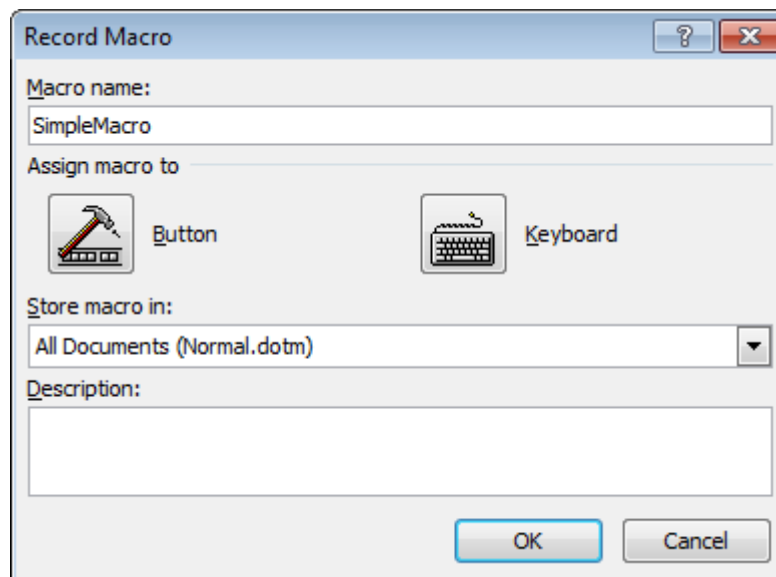 Record Macro
Macro name:
SimpleMacro
Assign macro to
Button Keyboard
Store macro in:
All Documents (Normal.dotm)
Description:
OK Cancel